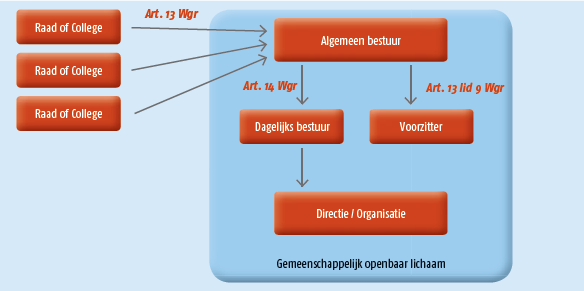 Art. 13 Wgr
Raad of College
Algemeen bestuur
Raad of College
Art. 14 Wgr
Art. 13 lid 9 Wgr
Raad of College
Dagelijks bestuur
Voorzitter
Directie / Organisatie
Gemeenschappelijk openbaar lichaam